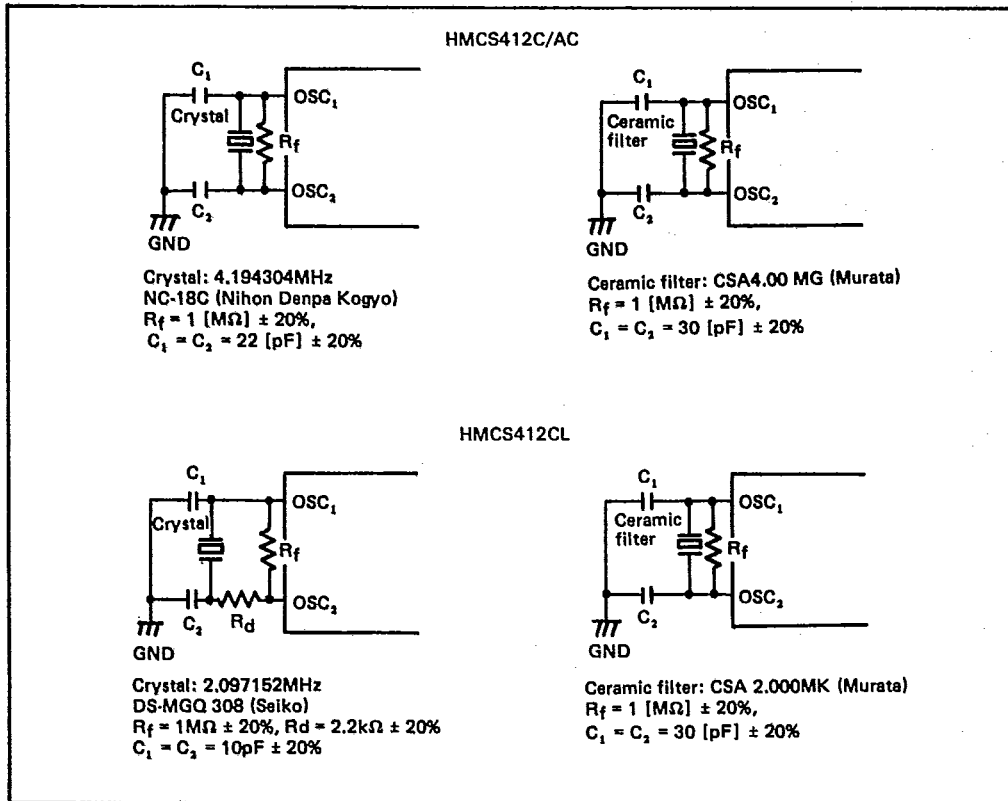 HMCS412C/AC
C₁
OSC₁
Crystal
Rf
OSC₂
C₂
GND
Crystal: 4.194304MHz
NC-18C (Nihon Denpa Kogyo)
Rf = 1 [MΩ] ± 20%,
C₁ = C₂ = 22 [pF] ± 20%
C₁
OSC₁
Ceramic
filter
Rf
OSC₂
C₂
GND
Ceramic filter: CSA4.00 MG (Murata)
Rf = 1 [MΩ] ± 20%,
C₁ = C₂ = 30 [pF] ± 20%
HMCS412CL
C₁
OSC₁
Crystal
Rf
OSC₂
C₂
Rd
GND
Crystal: 2.097152MHz
DS-MGQ 308 (Seiko)
Rf = 1MΩ ± 20%, Rd = 2.2kΩ ± 20%
C₁ = C₂ = 10pF ± 20%
C₁
OSC₁
Ceramic
filter
Rf
OSC₂
C₂
GND
Ceramic filter: CSA 2.000MK (Murata)
Rf = 1 [MΩ] ± 20%,
C₁ = C₂ = 30 [pF] ± 20%